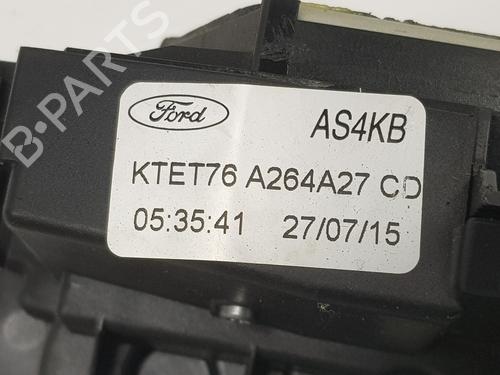 B-PARTS
Ford AS4KB
KTET76 A264A27 CD
05:35:41 27/07/15